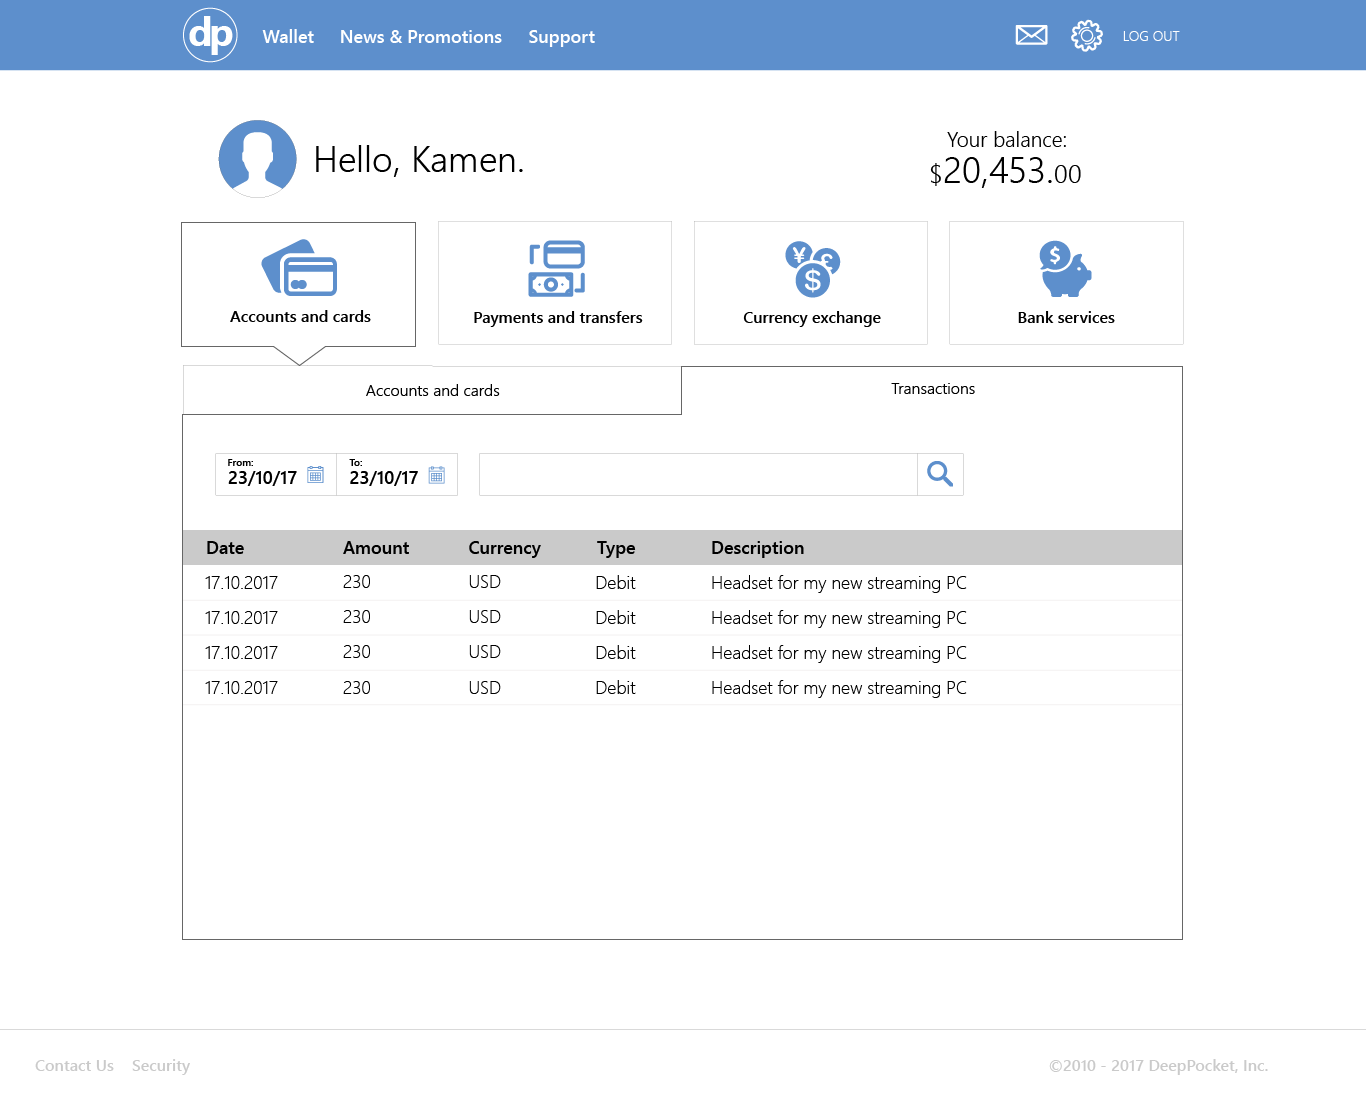 dp Wallet News & Promotions Support LOG OUT
Hello, Kamen.
Your balance:
$20,453.00
Accounts and cards
Payments and transfers
Currency exchange
Bank services
Accounts and cards Transactions
From: To:
23/10/17 23/10/17
Date Amount Currency Type Description
17.10.2017 230 USD Debit Headset for my new streaming PC
17.10.2017 230 USD Debit Headset for my new streaming PC
17.10.2017 230 USD Debit Headset for my new streaming PC
17.10.2017 230 USD Debit Headset for my new streaming PC
Contact Us Security ©2010 - 2017 DeepPocket, Inc.